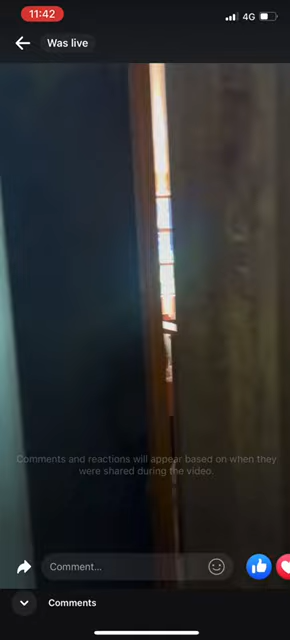 11:42
4G
Was live
Comments and reactions will appear based on when they
were shared during the video.
Comment...
Comments